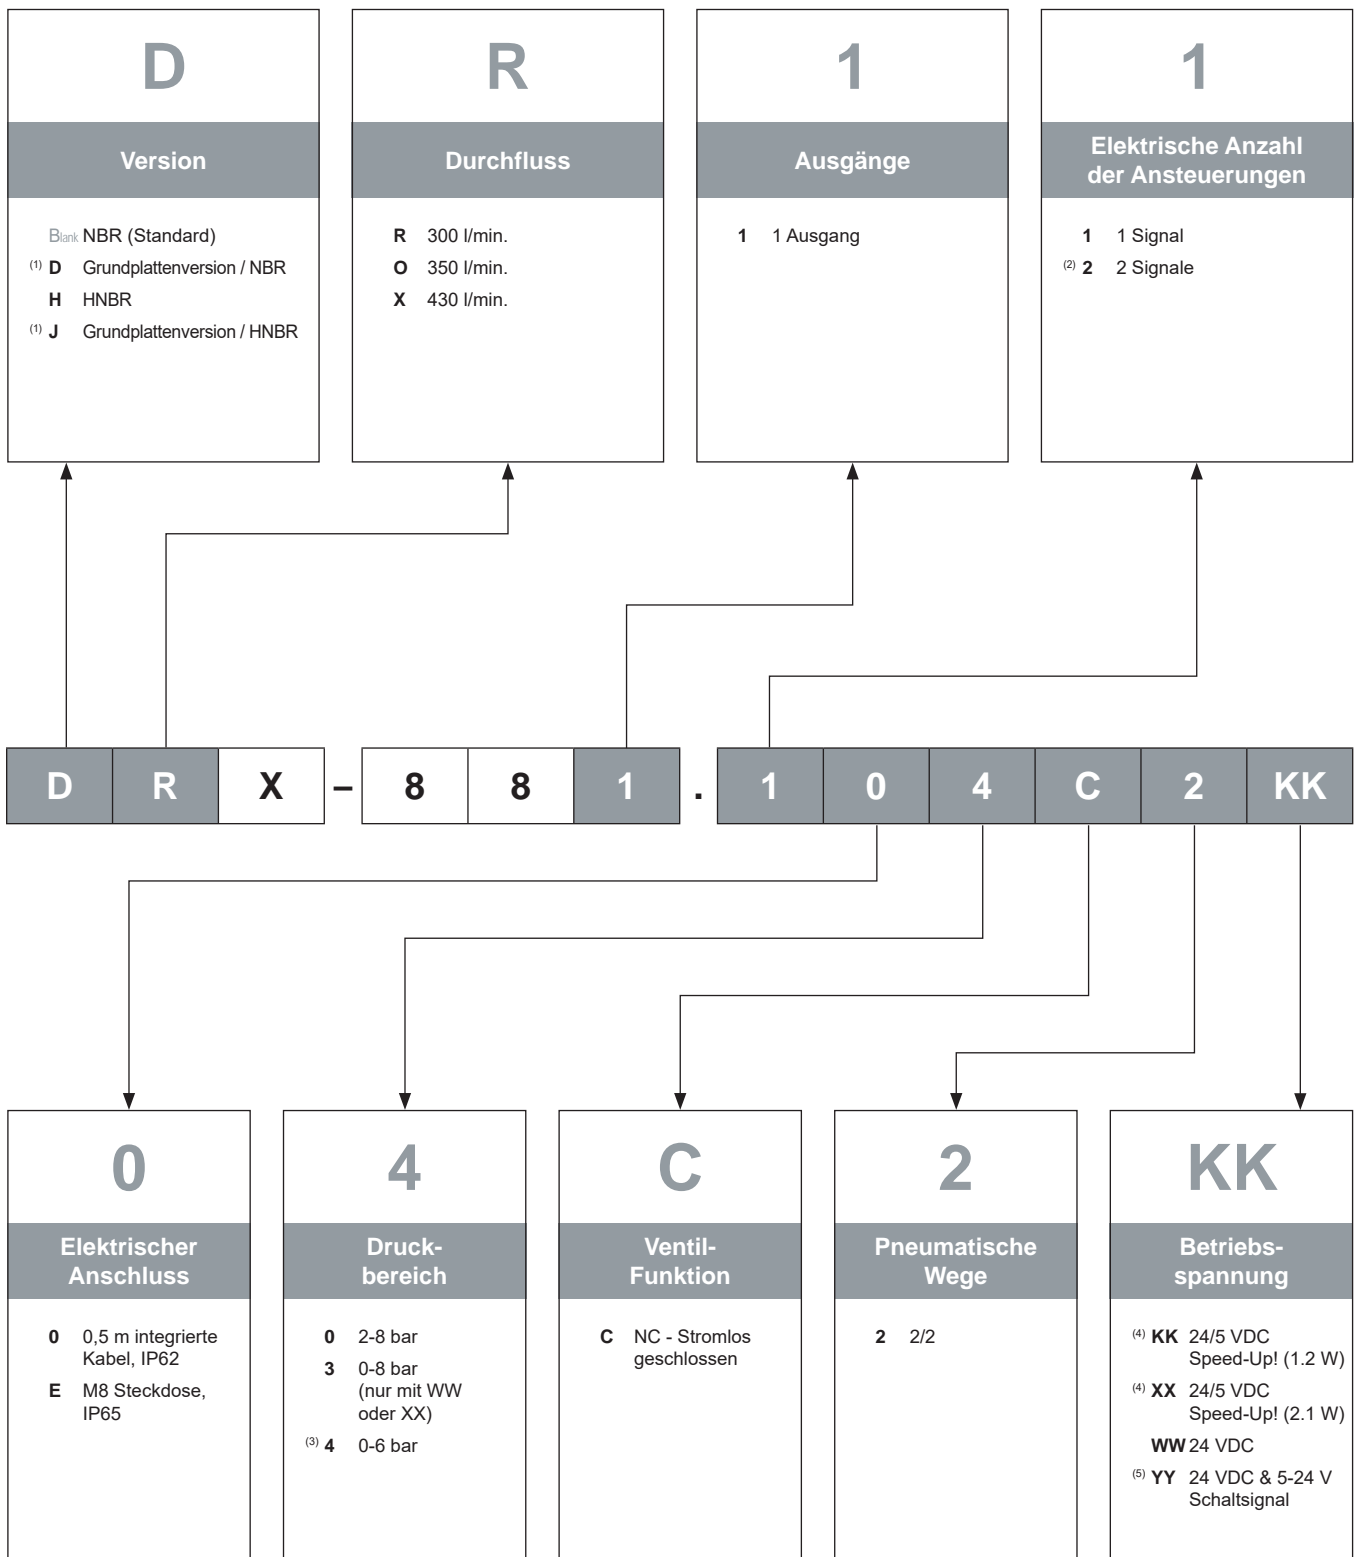 D
Version
Blank NBR (Standard)
(1) D Grundplattenversion / NBR
H HNBR
(1) J Grundplattenversion / HNBR
R
Durchfluss
R 300 l/min.
O 350 l/min.
X 430 l/min.
1
Ausgänge
1 1 Ausgang
1
Elektrische Anzahl
der Ansteuerungen
1 1 Signal
(2) 2 2 Signale
D R X – 8 8 1 . 1 0 4 C 2 KK
0
Elektrischer
Anschluss
0 0,5 m integrierte
Kabel, IP62
E M8 Steckdose,
IP65
4
Druck-
bereich
0 2-8 bar
3 0-8 bar
(nur mit WW
oder XX)
(3) 4 0-6 bar
C
Ventil-
Funktion
C NC - Stromlos
geschlossen
2
Pneumatische
Wege
2 2/2
KK
Betriebs-
spannung
(4) KK 24/5 VDC
Speed-Up! (1.2 W)
(4) XX 24/5 VDC
Speed-Up! (2.1 W)
WW 24 VDC
(5) YY 24 VDC & 5-24 V
Schaltsignal